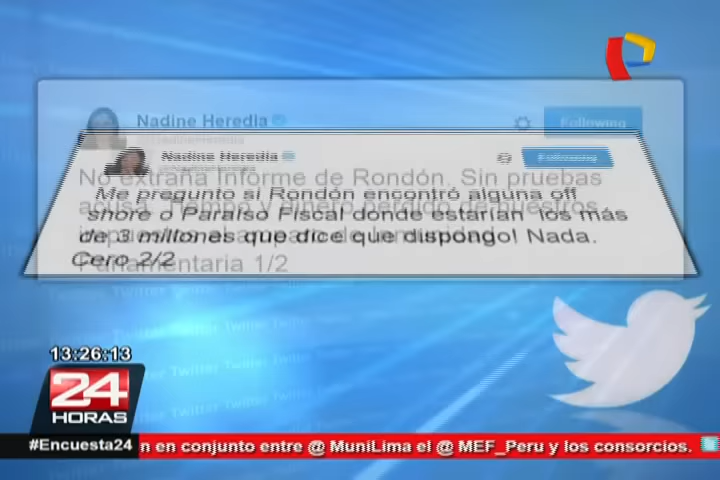 Nadine Heredia
Following
Nadine Heredia
Following
No extraña informe de Rondón. Sin pruebas
Me pregunto si Rondón encontró alguna off
shore o Paraíso Fiscal donde estarían los más
de 3 millones que dice que dispongo! Nada.
Cero 2/2
Parlamentaria 1/2
13:26:13
24
HORAS
#Encuesta24
n en conjunto entre @ MuniLima el @ MEF_Peru y los consorcios.